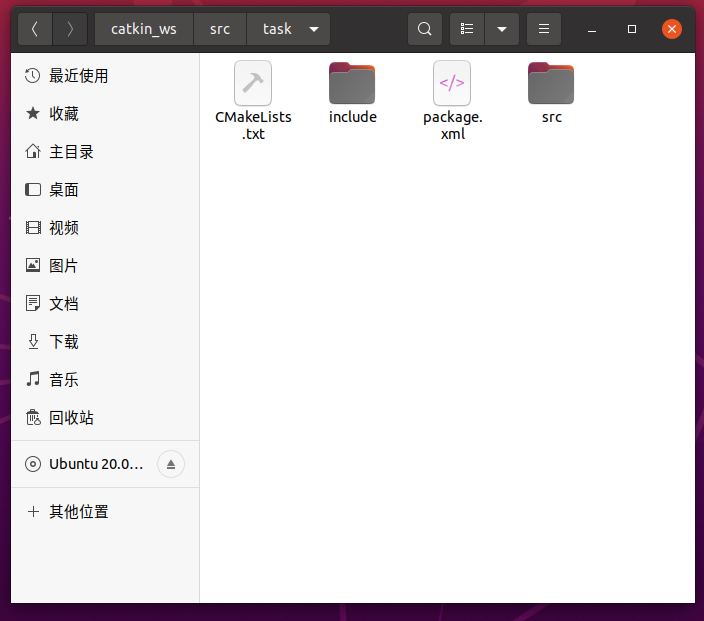 catkin_ws
src
task
最近使用
收藏
主目录
桌面
视频
图片
文档
下载
音乐
回收站
Ubuntu 20.0...
其他位置
CMakeLists
.txt
include
package.
xml
src